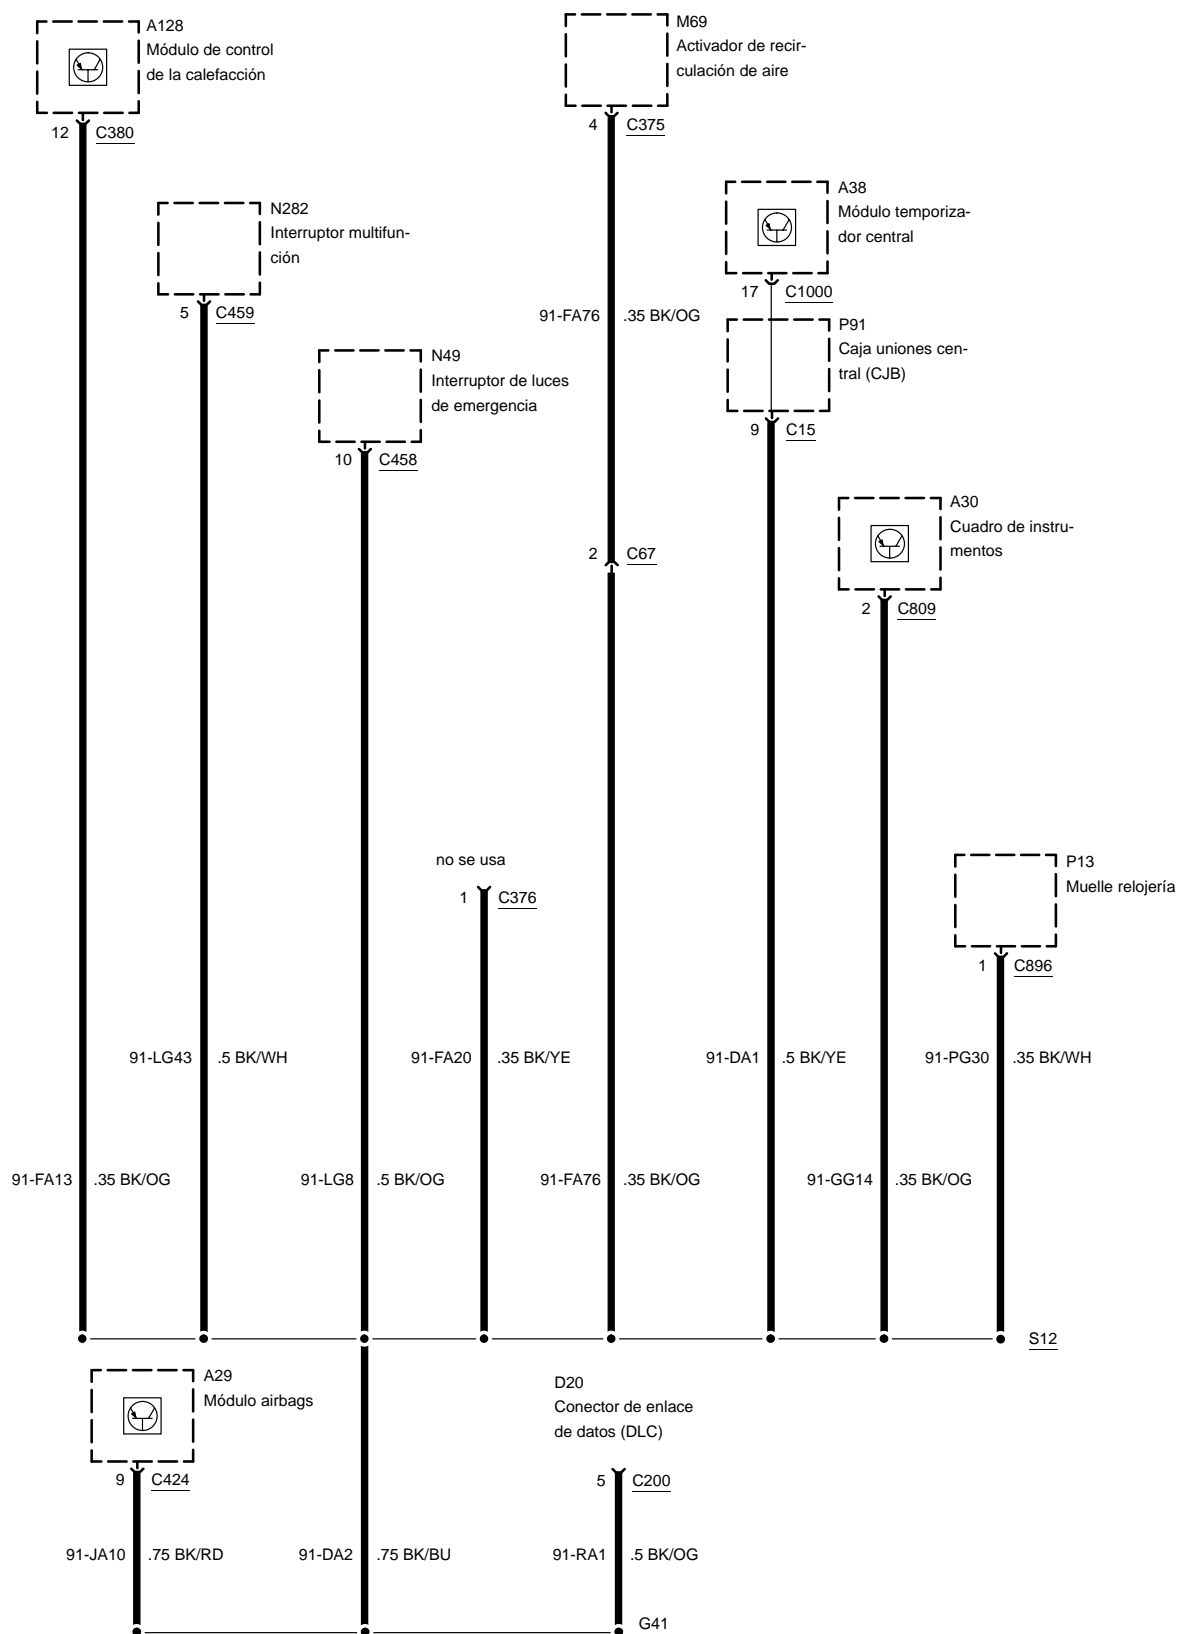 A128
Módulo de control
de la calefacción
12 C380
M69
Activador de recir-
culación de aire
4 C375
N282
Interruptor multifun-
ción
5 C459
A38
Módulo temporiza-
dor central
17 C1000
91-FA76 .35 BK/OG
P91
Caja uniones cen-
tral (CJB)
9 C15
N49
Interruptor de luces
de emergencia
10 C458
A30
Cuadro de instru-
mentos
2 C809
2 C67
no se usa
1 C376
P13
Muelle relojería
1 C896
91-LG43 .5 BK/WH
91-FA20 .35 BK/YE
91-DA1 .5 BK/YE
91-PG30 .35 BK/WH
91-FA13 .35 BK/OG
91-LG8 .5 BK/OG
91-FA76 .35 BK/OG
91-GG14 .35 BK/OG
S12
A29
Módulo airbags
9 C424
D20
Conector de enlace
de datos (DLC)
5 C200
91-JA10 .75 BK/RD
91-DA2 .75 BK/BU
91-RA1 .5 BK/OG
G41